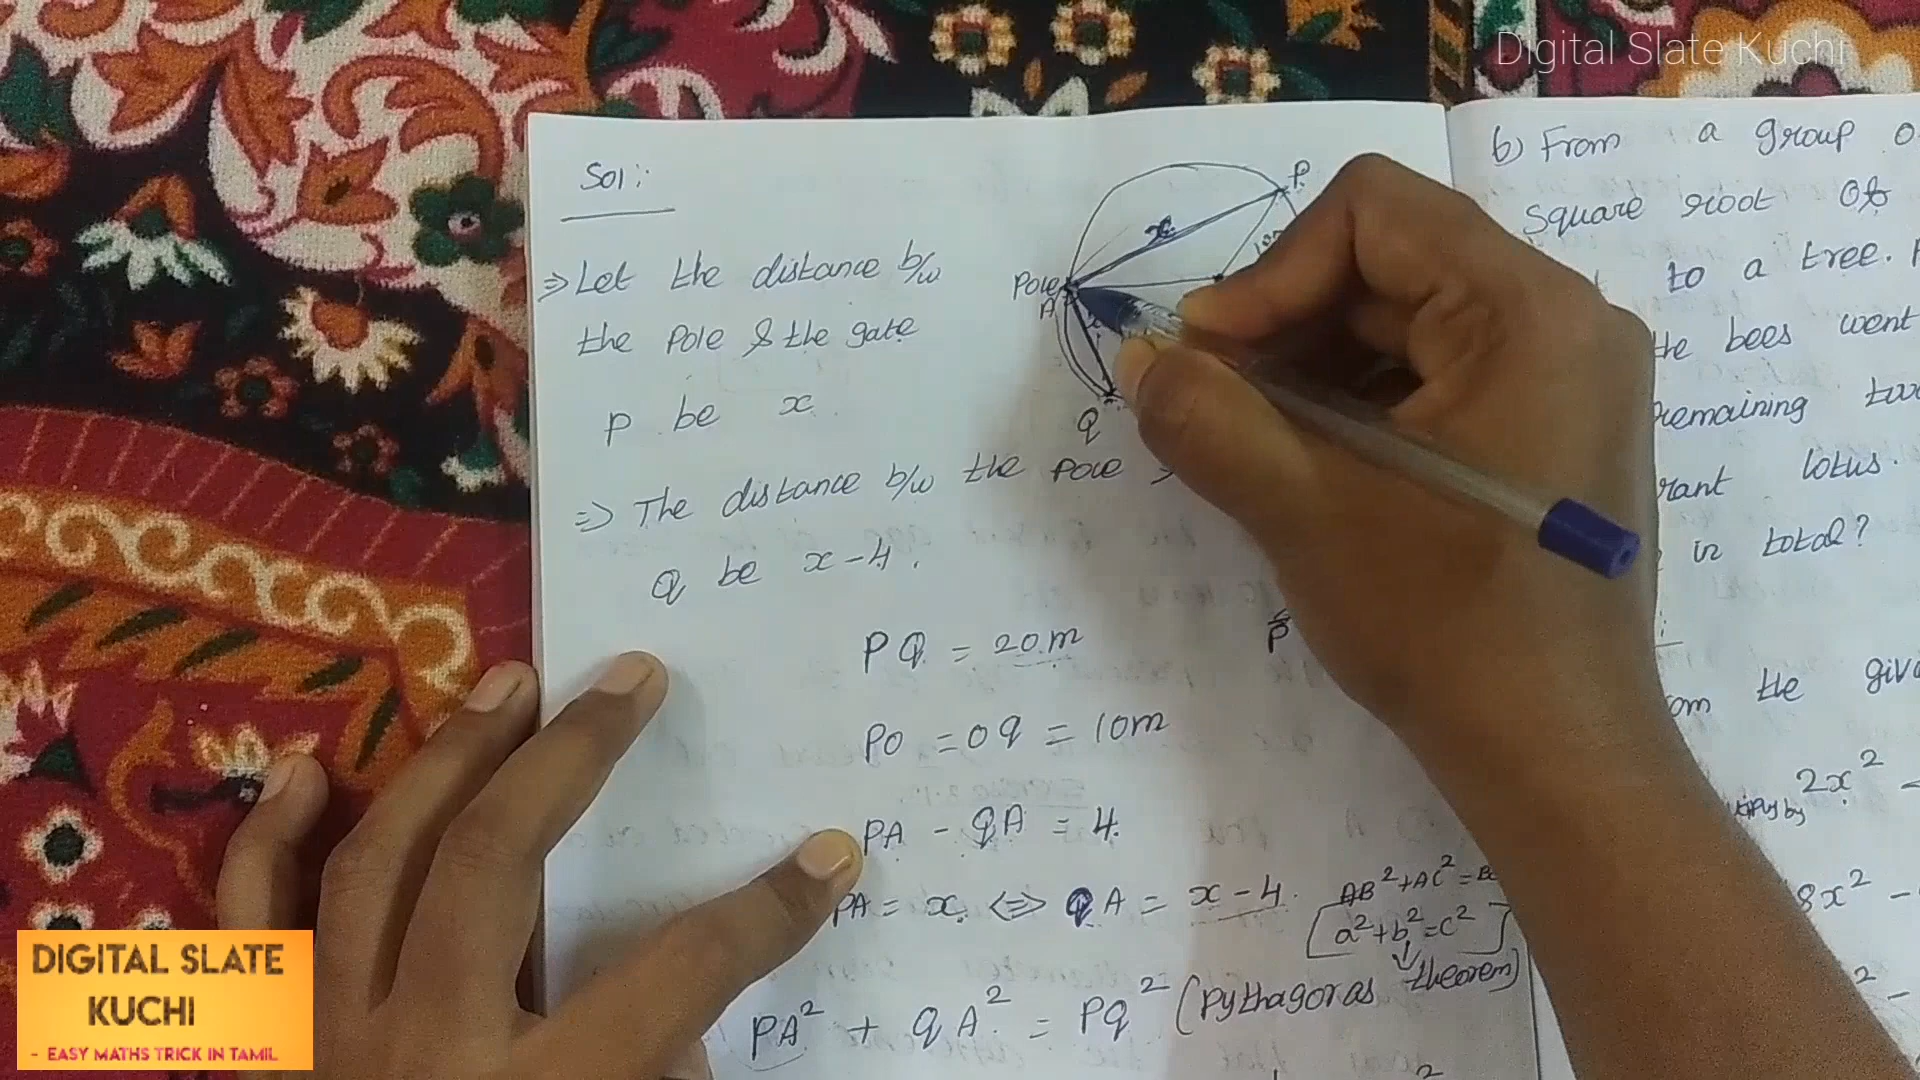 Digital Slate Kuchi
Sol :
P
x
Pole
A
Q
⇒ Let the distance b/w
the Pole & the gate
P be x.
⇒ The distance b/w the Pole
Q be x-4.
PQ = 20m
P
PO = OQ = 10m
PA - QA = 4.
PA = x. ⇔ QA = x-4.
AB² + AC² =
[a² + b² = c²]
PA² + QA² = PQ² (Pythagoras theorem)
b) From a group
Square root of
to a tree.
the bees went
remaining
lotus.
in total?
the
2x²
8x² -
DIGITAL SLATE
KUCHI
- EASY MATHS TRICK IN TAMIL